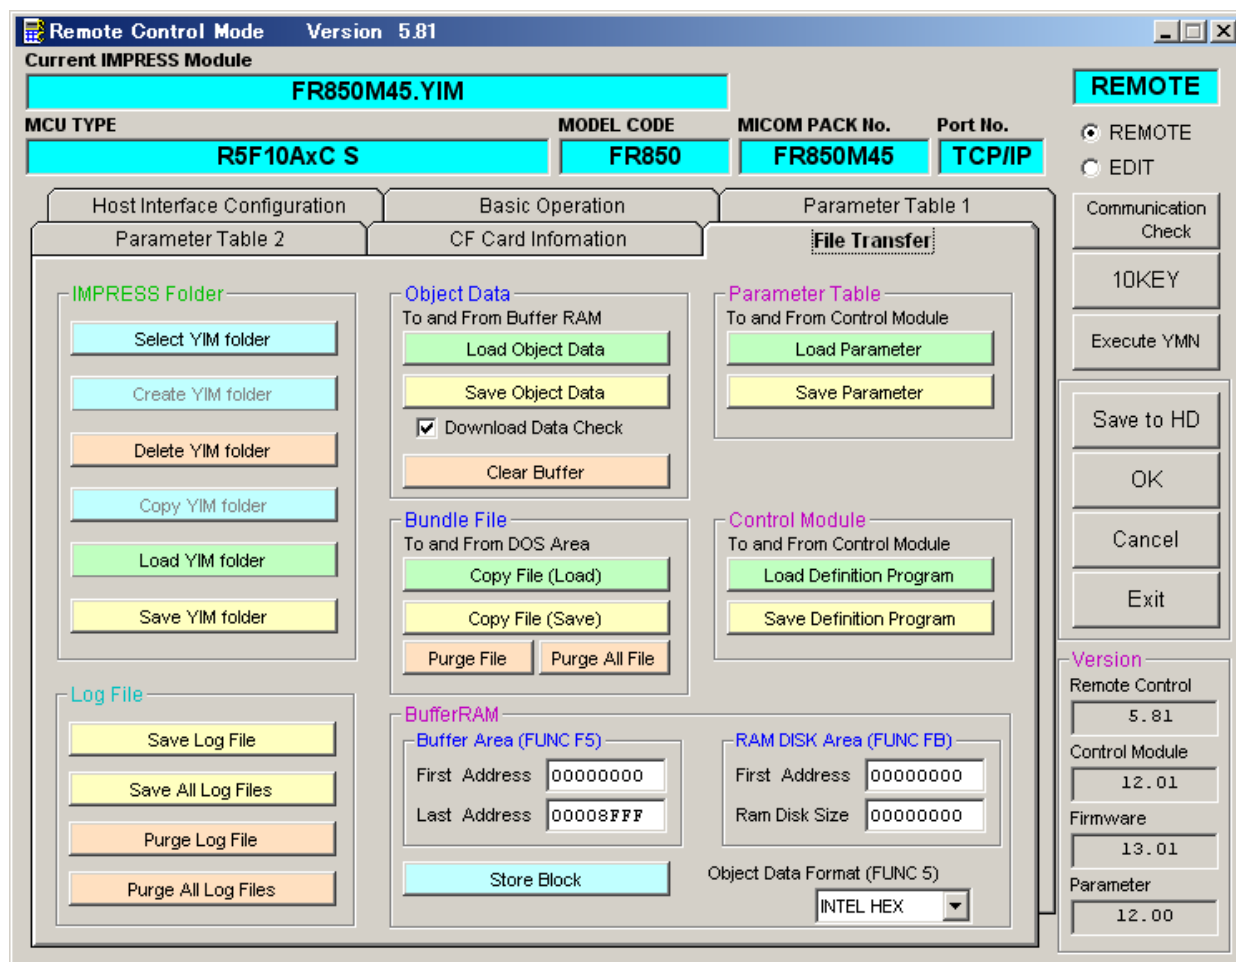 Remote Control Mode Version 5.81
Current IMPRESS Module
FR850M45.YIM
REMOTE
MCU TYPE MODEL CODE MICOM PACK No. Port No.
R5F10AxC S FR850 FR850M45 TCP/IP
REMOTE
EDIT
Host Interface Configuration Basic Operation Parameter Table 1
Parameter Table 2 CF Card Infomation File Transfer
Communication
Check
10KEY
Execute YMN
Save to HD
OK
Cancel
Exit
IMPRESS Folder
Select YIM folder
Create YIM folder
Delete YIM folder
Copy YIM folder
Load YIM folder
Save YIM folder
Log File
Save Log File
Save All Log Files
Purge Log File
Purge All Log Files
Object Data
To and From Buffer RAM
Load Object Data
Save Object Data
Download Data Check
Clear Buffer
Bundle File
To and From DOS Area
Copy File (Load)
Copy File (Save)
Purge File Purge All File
Parameter Table
To and From Control Module
Load Parameter
Save Parameter
Control Module
To and From Control Module
Load Definition Program
Save Definition Program
BufferRAM
Buffer Area (FUNC F5)
First Address 00000000
Last Address 00008FFF
RAM DISK Area (FUNC FB)
First Address 00000000
Ram Disk Size 00000000
Store Block
Object Data Format (FUNC 5)
INTEL HEX
Version
Remote Control
5.81
Control Module
12.01
Firmware
13.01
Parameter
12.00